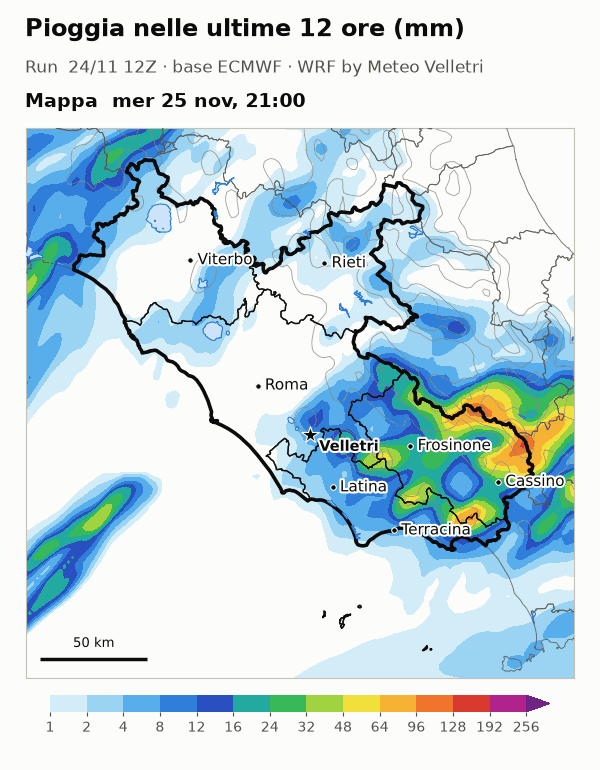 Pioggia nelle ultime 12 ore (mm)
Run  24/11 12Z · base ECMWF · WRF by Meteo Velletri
Mappa  mer 25 nov, 21:00
Viterbo
Rieti
Roma
Velletri
Frosinone
Latina
Cassino
Terracina
50 km
1 2 4 8 12 16 24 32 48 64 96 128 192 256